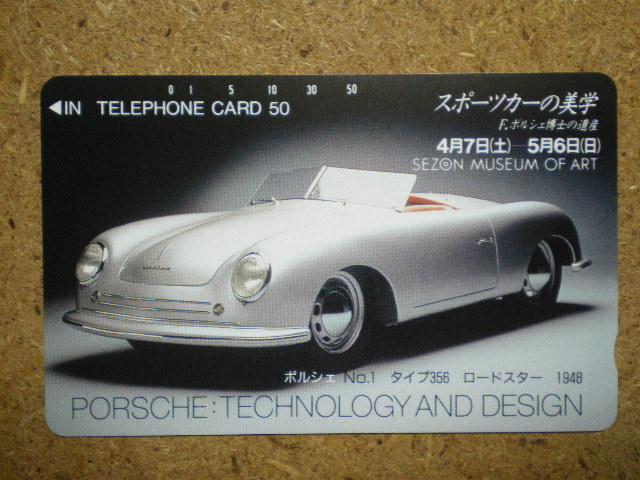 0 1 5 10 30 50
◀IN TELEPHONE CARD 50
スポーツカーの美学
F.ポルシェ博士の遺産
4月7日(土)—5月6日(日)
SEZON MUSEUM OF ART
ポルシェ No.1 タイプ356 ロードスター 1948
PORSCHE:TECHNOLOGY AND DESIGN